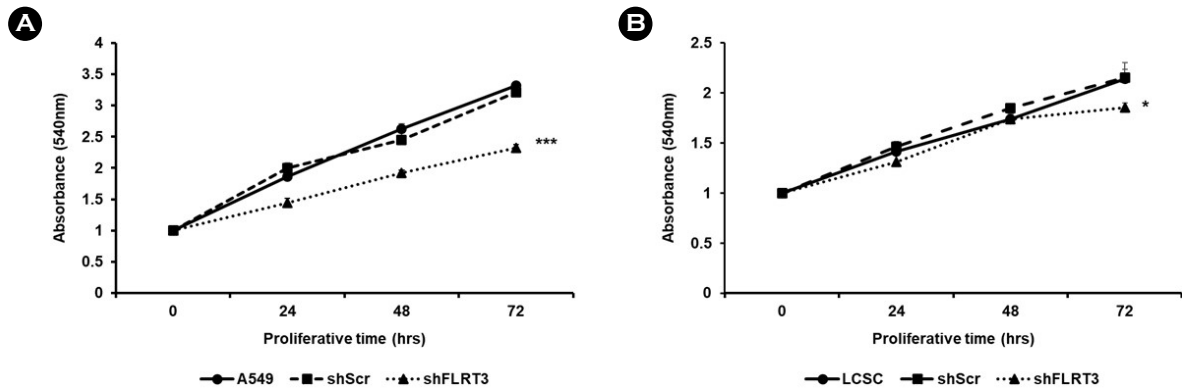 A
4
3.5
3
2.5
2
1.5
1
0.5
0
Absorbance (540nm)
***
0 24 48 72
Proliferative time (hrs)
A549 shScr shFLRT3
B
2.5
2
1.5
1
0.5
0
Absorbance (540nm)
*
0 24 48 72
Proliferative time (hrs)
LCSC shScr shFLRT3